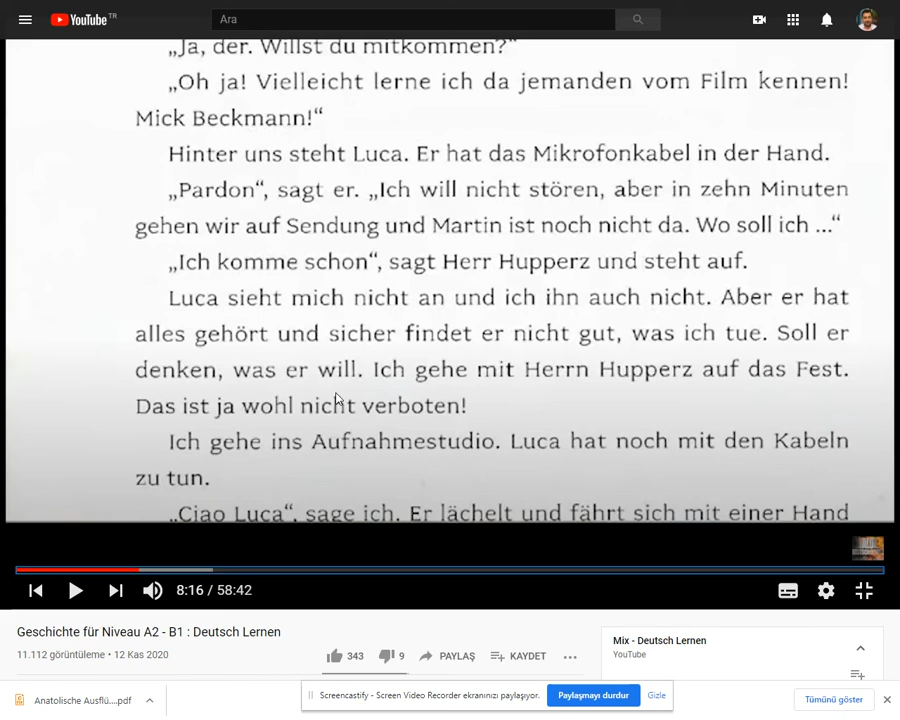 YouTube TR
Ara
„Ja, der. Willst du mitkommen?“
„Oh ja! Vielleicht lerne ich da jemanden vom Film kennen!
Mick Beckmann!“
Hinter uns steht Luca. Er hat das Mikrofonkabel in der Hand.
„Pardon“, sagt er. „Ich will nicht stören, aber in zehn Minuten
gehen wir auf Sendung und Martin ist noch nicht da. Wo soll ich ...“
„Ich komme schon“, sagt Herr Hupperz und steht auf.
Luca sieht mich nicht an und ich ihn auch nicht. Aber er hat
alles gehört und sicher findet er nicht gut, was ich tue. Soll er
denken, was er will. Ich gehe mit Herrn Hupperz auf das Fest.
Das ist ja wohl nicht verboten!
Ich gehe ins Aufnahmestudio. Luca hat noch mit den Kabeln
zu tun.
„Ciao Luca“, sage ich. Er lächelt und fährt sich mit einer Hand
8:16 / 58:42
Geschichte für Niveau A2 - B1 : Deutsch Lernen
11.112 görüntüleme • 12 Kas 2020
343
9
PAYLAŞ
KAYDET
Mix - Deutsch Lernen
YouTube
Anatolische Ausflü....pdf
Screencastify - Screen Video Recorder ekranınızı paylaşıyor.
Paylaşmayı durdur
Gizle
Tümünü göster